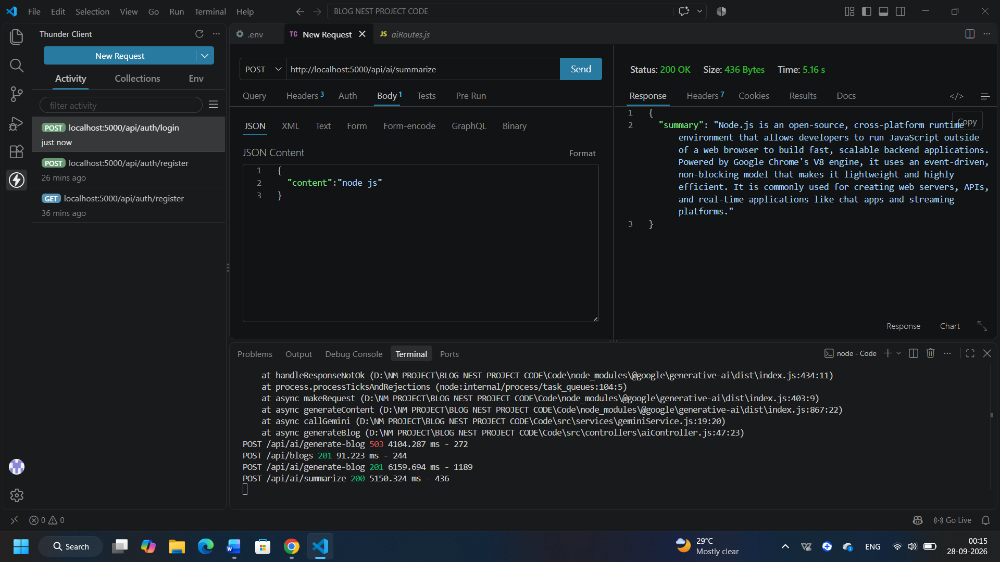 File Edit Selection View Go Run Terminal Help
BLOG NEST PROJECT CODE
Thunder Client
New Request
Activity Collections Env
filter activity
POST localhost:5000/api/auth/login
just now
POST localhost:5000/api/auth/register
26 mins ago
GET localhost:5000/api/auth/register
36 mins ago
.env
TC New Request
JS aiRoutes.js
POST http://localhost:5000/api/ai/summarize Send
Query Headers 3 Auth Body 1 Tests Pre Run
JSON XML Text Form Form-encode GraphQL Binary
JSON Content Format
1 {
2 "content":"node js"
3 }
Status: 200 OK Size: 436 Bytes Time: 5.16 s
Response Headers 7 Cookies Results Docs </>
Copy
1 {
2 "summary": "Node.js is an open-source, cross-platform runtime
environment that allows developers to run JavaScript outside
of a web browser to build fast, scalable backend applications.
Powered by Google Chrome's V8 engine, it uses an event-driven,
non-blocking model that makes it lightweight and highly
efficient. It is commonly used for creating web servers, APIs,
and real-time applications like chat apps and streaming
platforms."
3 }
Response Chart
Problems Output Debug Console Terminal Ports
node - Code
at handleResponseNotOk (D:\NM PROJECT\BLOG NEST PROJECT CODE\Code\node_modules\@google\generative-ai\dist\index.js:434:11)
at process.processTicksAndRejections (node:internal/process/task_queues:104:5)
at async makeRequest (D:\NM PROJECT\BLOG NEST PROJECT CODE\Code\node_modules\@google\generative-ai\dist\index.js:403:9)
at async generateContent (D:\NM PROJECT\BLOG NEST PROJECT CODE\Code\node_modules\@google\generative-ai\dist\index.js:867:22)
at async callGemini (D:\NM PROJECT\BLOG NEST PROJECT CODE\Code\src\services\geminiService.js:19:20)
at async generateBlog (D:\NM PROJECT\BLOG NEST PROJECT CODE\Code\src\controllers\aiController.js:47:23)
POST /api/ai/generate-blog 503 4104.287 ms - 272
POST /api/blogs 201 91.223 ms - 244
POST /api/ai/generate-blog 201 6159.694 ms - 1189
POST /api/ai/summarize 200 5150.324 ms - 436
0 0
Go Live
Search
29°C
Mostly clear
ENG
00:15
28-09-2026